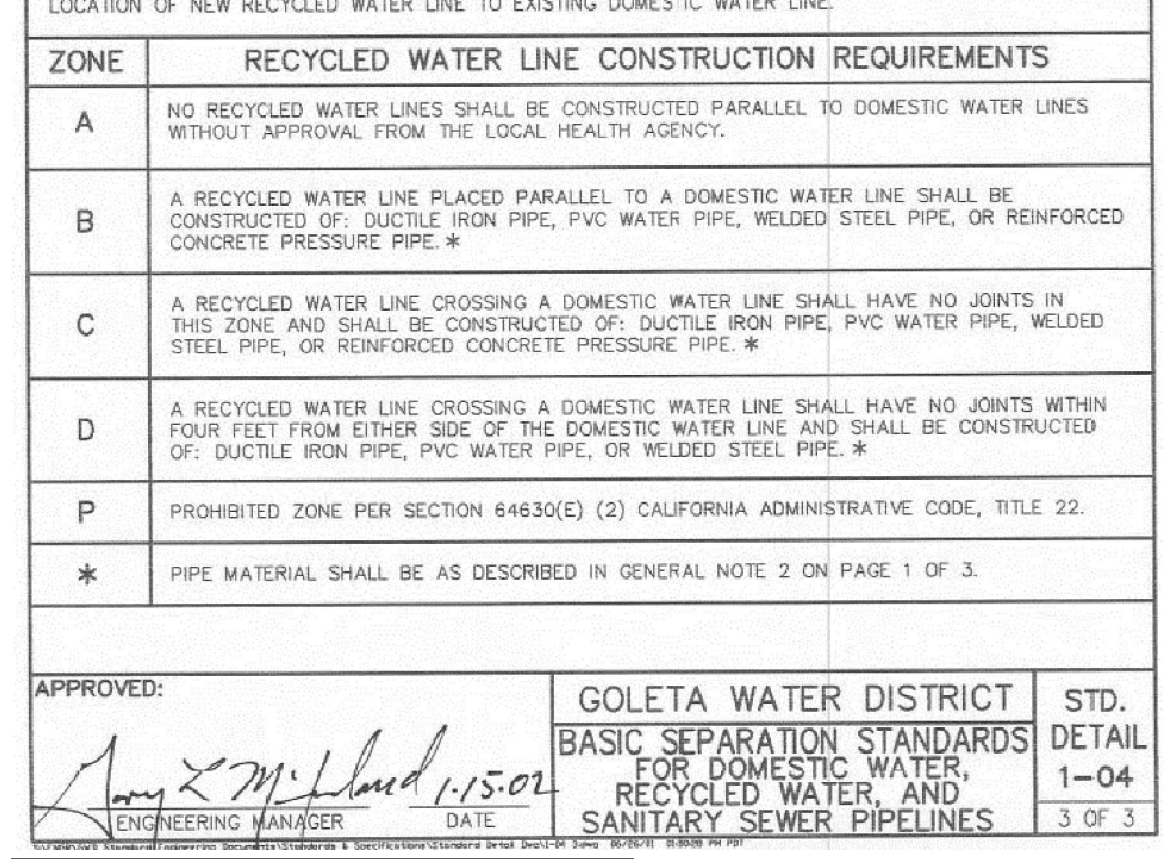 LOCATION OF NEW RECYCLED WATER LINE TO EXISTING DOMESTIC WATER LINE.
ZONE RECYCLED WATER LINE CONSTRUCTION REQUIREMENTS
A
NO RECYCLED WATER LINES SHALL BE CONSTRUCTED PARALLEL TO DOMESTIC WATER LINES
WITHOUT APPROVAL FROM THE LOCAL HEALTH AGENCY.
B
A RECYCLED WATER LINE PLACED PARALLEL TO A DOMESTIC WATER LINE SHALL BE
CONSTRUCTED OF: DUCTILE IRON PIPE, PVC WATER PIPE, WELDED STEEL PIPE, OR REINFORCED
CONCRETE PRESSURE PIPE. *
C
A RECYCLED WATER LINE CROSSING A DOMESTIC WATER LINE SHALL HAVE NO JOINTS IN
THIS ZONE AND SHALL BE CONSTRUCTED OF: DUCTILE IRON PIPE, PVC WATER PIPE, WELDED
STEEL PIPE, OR REINFORCED CONCRETE PRESSURE PIPE. *
D
A RECYCLED WATER LINE CROSSING A DOMESTIC WATER LINE SHALL HAVE NO JOINTS WITHIN
FOUR FEET FROM EITHER SIDE OF THE DOMESTIC WATER LINE AND SHALL BE CONSTRUCTED
OF: DUCTILE IRON PIPE, PVC WATER PIPE, OR WELDED STEEL PIPE. *
P PROHIBITED ZONE PER SECTION 64630(E) (2) CALIFORNIA ADMINISTRATIVE CODE, TITLE 22.
* PIPE MATERIAL SHALL BE AS DESCRIBED IN GENERAL NOTE 2 ON PAGE 1 OF 3.
APPROVED:
Gary L 1·15·02
ENGINEERING MANAGER DATE
GOLETA WATER DISTRICT
BASIC SEPARATION STANDARDS
FOR DOMESTIC WATER,
RECYCLED WATER, AND
SANITARY SEWER PIPELINES
STD.
DETAIL
1-04
3 OF 3
Standards & Specifications\Standard Detail